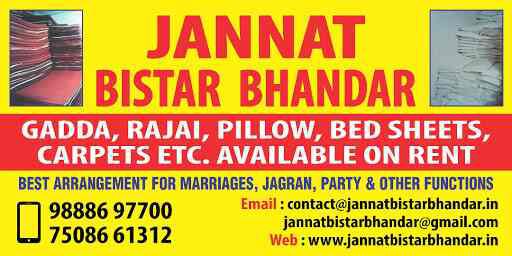 JANNAT
BISTAR BHANDAR
GADDA, RAJAI, PILLOW, BED SHEETS,
CARPETS ETC. AVAILABLE ON RENT
BEST ARRANGEMENT FOR MARRIAGES, JAGRAN, PARTY & OTHER FUNCTIONS
98886 97700
75086 61312
Email : contact@jannatbistarbhandar.in
jannatbistarbhandar@gmail.com
Web : www.jannatbistarbhandar.in